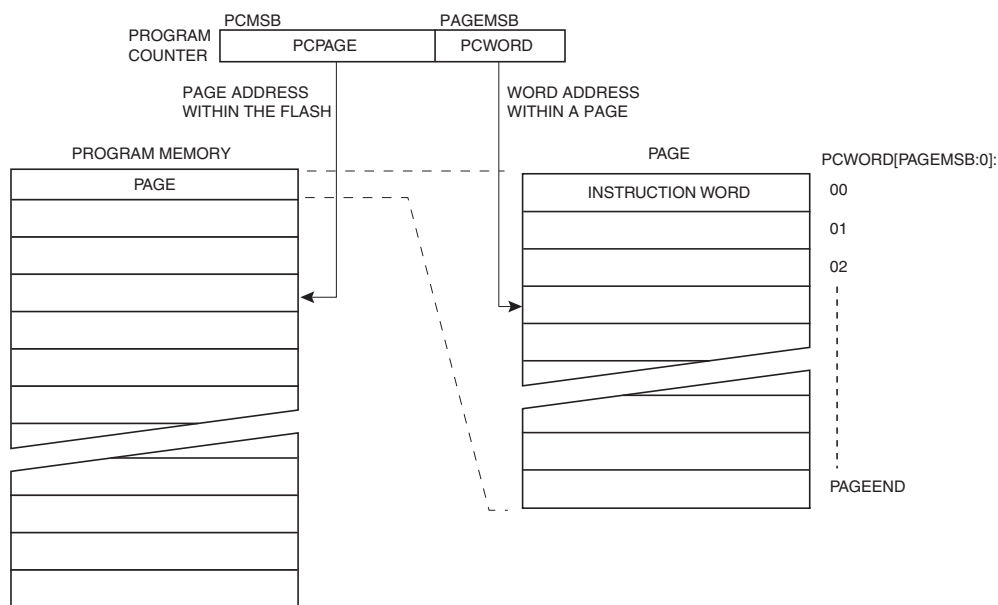 PCMSB PAGEMSB
PROGRAM
COUNTER
PCPAGE PCWORD
PAGE ADDRESS
WITHIN THE FLASH
WORD ADDRESS
WITHIN A PAGE
PROGRAM MEMORY
PAGE
PAGE
PCWORD[PAGEMSB:0]:
INSTRUCTION WORD
00
01
02
PAGEEND